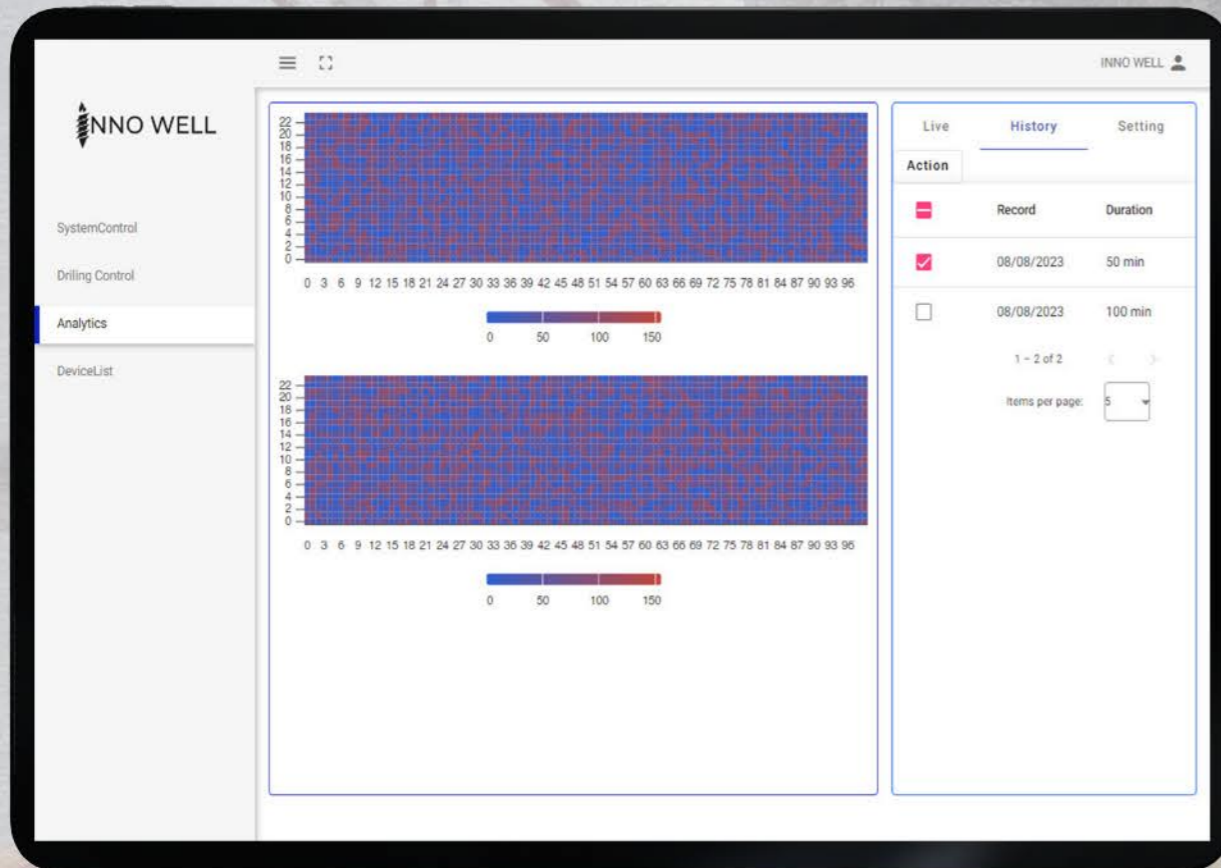 INNO WELL
INNO WELL
SystemControl
Driling Control
Analytics
DeviceList
22
20
18
16
14
12
10
8
6
4
2
0
0 3 6 9 12 15 18 21 24 27 30 33 36 39 42 45 48 51 54 57 60 63 66 69 72 75 78 81 84 87 90 93 96
0 50 100 150
22
20
18
16
14
12
10
8
6
4
2
0
0 3 6 9 12 15 18 21 24 27 30 33 36 39 42 45 48 51 54 57 60 63 66 69 72 75 78 81 84 87 90 93 96
0 50 100 150
Live History Setting
Action
Record Duration
08/08/2023 50 min
08/08/2023 100 min
1 – 2 of 2
Items per page: 5